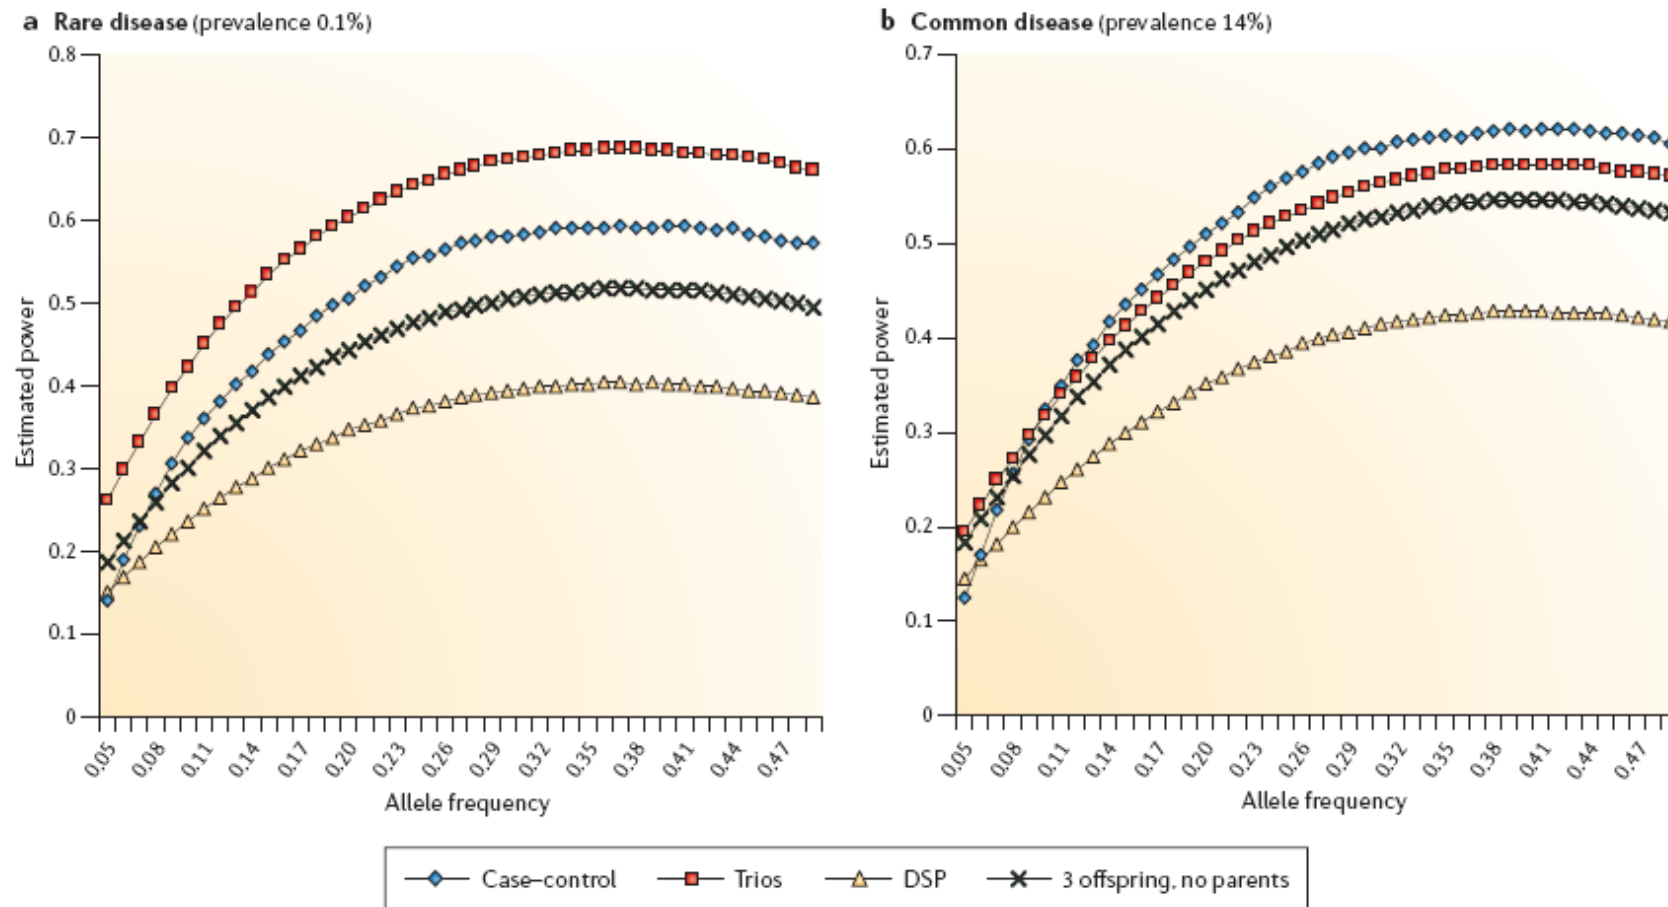 a Rare disease (prevalence 0.1%)
0.8
0.7
0.6
0.5
0.4
0.3
0.2
0.1
0
Estimated power
0.05 0.08 0.11 0.14 0.17 0.20 0.23 0.26 0.29 0.32 0.35 0.38 0.41 0.44 0.47
Allele frequency
b Common disease (prevalence 14%)
0.7
0.6
0.5
0.4
0.3
0.2
0.1
0
Estimated power
0.05 0.08 0.11 0.14 0.17 0.20 0.23 0.26 0.29 0.32 0.35 0.38 0.41 0.44 0.47
Allele frequency
Case–control Trios DSP 3 offspring, no parents